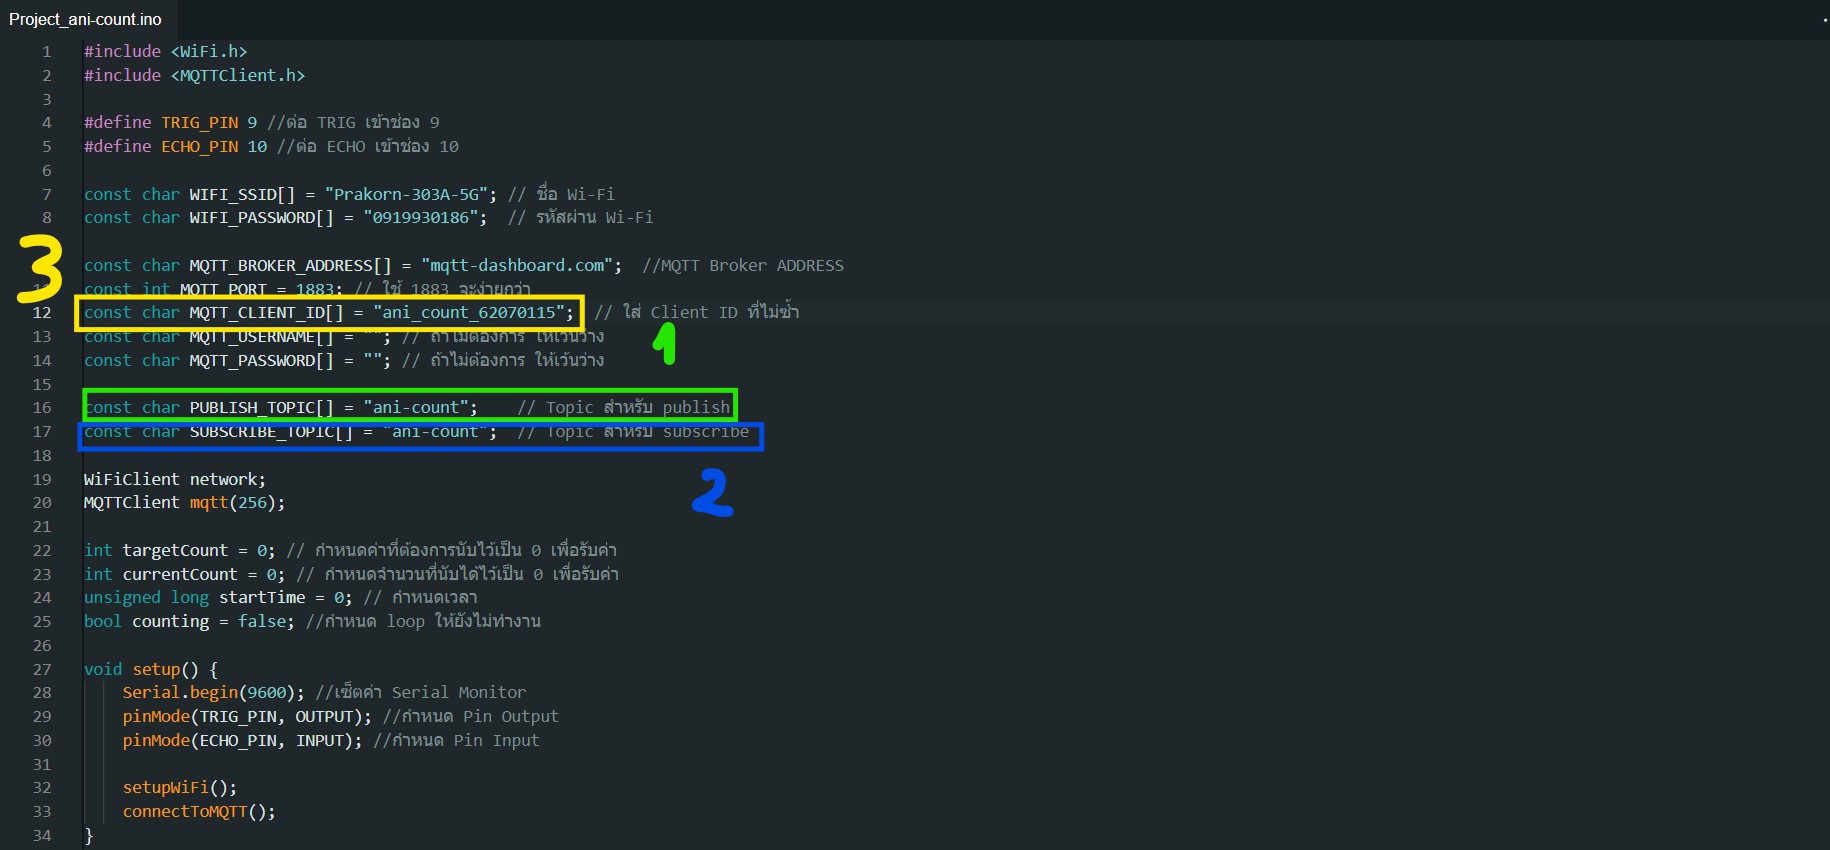 Project_ani-count.ino
1 #include <WiFi.h>
2 #include <MQTTClient.h>
3
4 #define TRIG_PIN 9 //ต่อ TRIG เข้าช่อง 9
5 #define ECHO_PIN 10 //ต่อ ECHO เข้าช่อง 10
6
7 const char WIFI_SSID[] = "Prakorn-303A-5G"; // ชื่อ Wi-Fi
8 const char WIFI_PASSWORD[] = "0919930186";  // รหัสผ่าน Wi-Fi
3
const char MQTT_BROKER_ADDRESS[] = "mqtt-dashboard.com";  //MQTT Broker ADDRESS
11 const int MQTT_PORT = 1883; // ใช้ 1883 จะง่ายกว่า
12 const char MQTT_CLIENT_ID[] = "ani_count_62070115";  // ใส่ Client ID ที่ไม่ซ้ำ
13 const char MQTT_USERNAME[] = ""; // ถ้าไม่ต้องการ ให้เว้นว่าง
1
14 const char MQTT_PASSWORD[] = ""; // ถ้าไม่ต้องการ ให้เว้นว่าง
15
16 const char PUBLISH_TOPIC[] = "ani-count";    // Topic สำหรับ publish
17 const char SUBSCRIBE_TOPIC[] = "ani-count";  // Topic สำหรับ subscribe
18
19 WiFiClient network;
2
20 MQTTClient mqtt(256);
21
22 int targetCount = 0; // กำหนดค่าที่ต้องการนับไว้เป็น 0 เพื่อรับค่า
23 int currentCount = 0; // กำหนดจำนวนที่นับได้ไว้เป็น 0 เพื่อรับค่า
24 unsigned long startTime = 0; // กำหนดเวลา
25 bool counting = false; //กำหนด loop ให้ยังไม่ทำงาน
26
27 void setup() {
28 Serial.begin(9600); //เซ็ตค่า Serial Monitor
29 pinMode(TRIG_PIN, OUTPUT); //กำหนด Pin Output
30 pinMode(ECHO_PIN, INPUT); //กำหนด Pin Input
31
32 setupWiFi();
33 connectToMQTT();
34 }